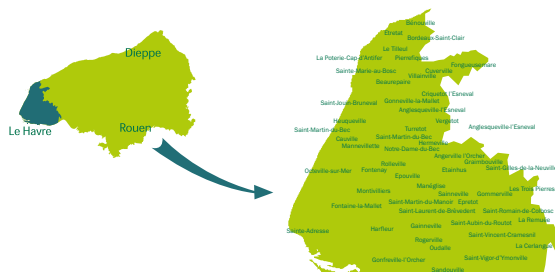 Dieppe
Le Havre
Rouen
Bénouville
Etretat
Bordeaux-Saint-Clair
Le Tilleul
La Poterie-Cap-d'Antifer
Pierrefiques
Fongueusemare
Sainte-Marie-au-Bosc
Cuverville
Villainville
Beaurepaire
Criquetot l'Esneval
Saint-Jouin-Bruneval
Gonneville-la-Mallet
Anglesqueville-l'Esneval
Heuqueville
Vergetot
Saint-Martin-du-Bec
Turretot
Anglesqueville-l'Esneval
Cauville
Saint-Martin-du-Bec
Hermeville
Mannevillette
Notre-Dame-du-Bec
Angerville l'Orcher
Graimbouville
Rolleville
Octeville-sur-Mer
Fontenay
Etainhus
Saint-Gilles-de-la-Neuville
Epouville
Manéglise
Montivilliers
Sainneville
Gommerville
Les Trois Pierres
Fontaine-la-Mallet
Saint-Martin-du-Manoir
Epretot
Saint-Laurent-de-Brévedent
Saint-Romain-de-Colbosc
La Remuée
Sainte-Adresse
Harfleur
Gainneville
Saint-Aubin-du-Routot
Rogerville
Saint-Vincent-Cramesnil
Oudalle
La Cerlangue
Gonfreville-l'Orcher
Saint-Vigor-d'Ymonville
Sandouville